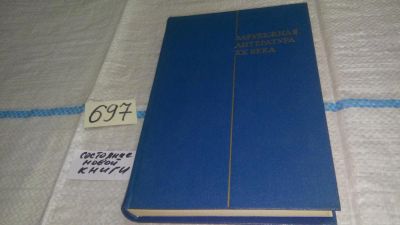 ЗАРУБЕЖНАЯ
ЛИТЕРАТУРА
XX ВЕКА
697
СОСТОЯНИЕ
НОВОЙ
КНИГИ